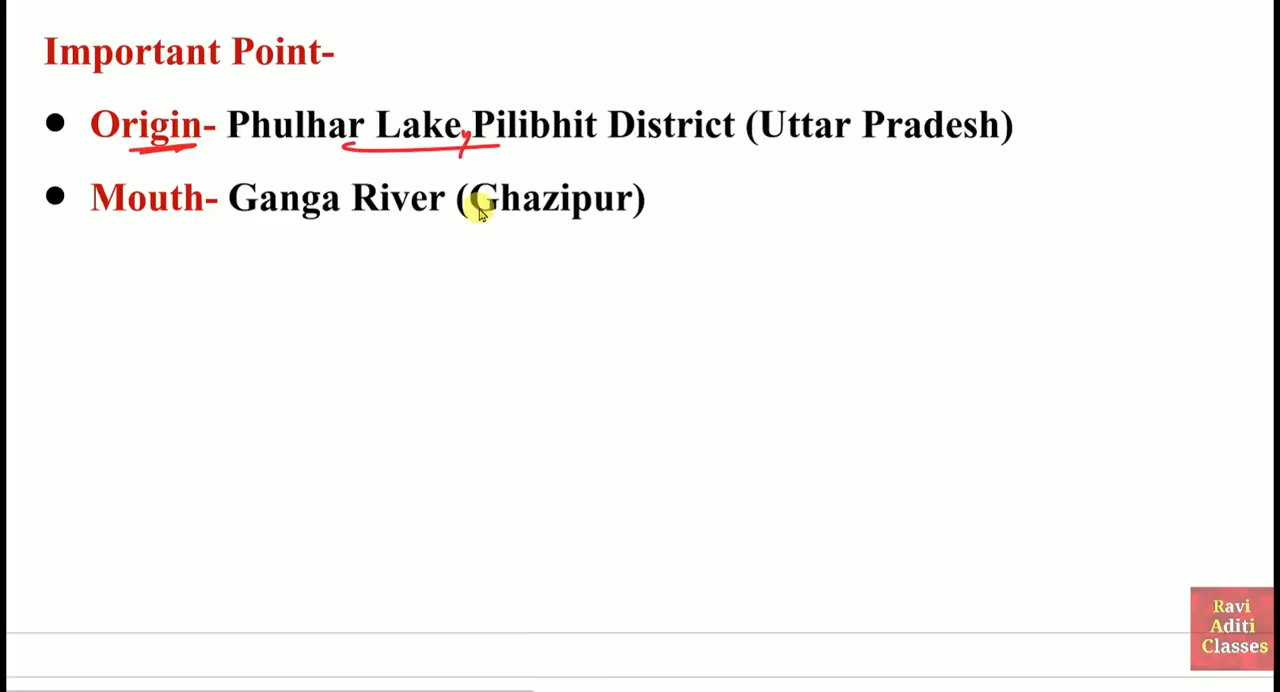 Important Point-
● Origin- Phulhar Lake,Pilibhit District (Uttar Pradesh)
● Mouth- Ganga River (Ghazipur)
Ravi
Aditi
Classes